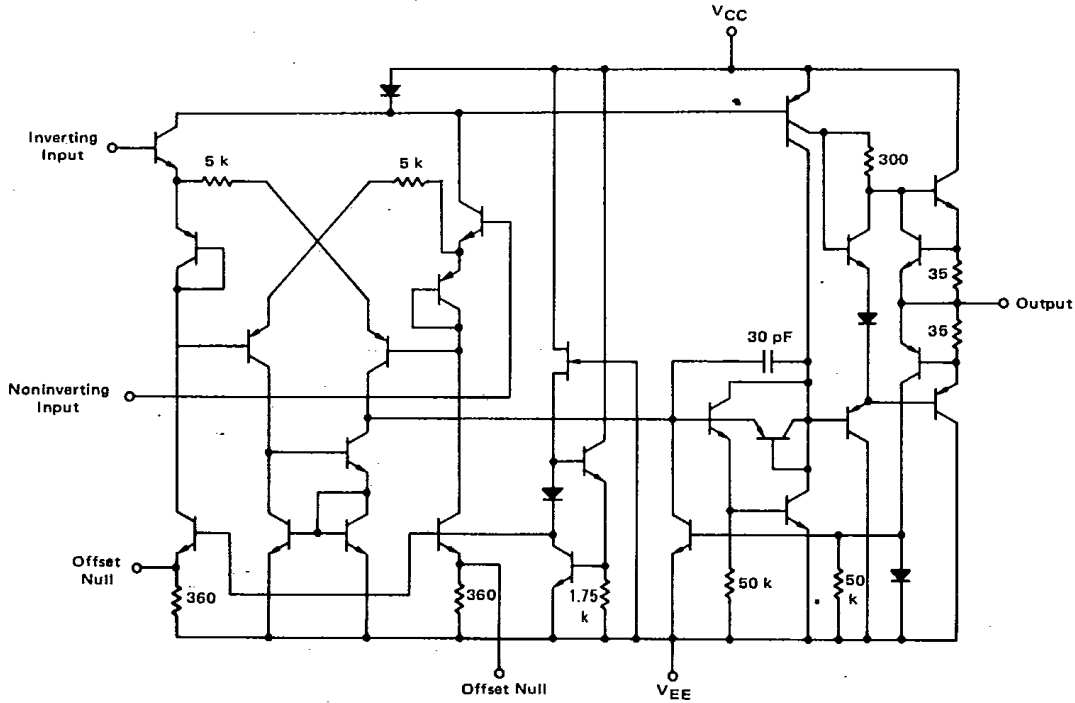 VCC
Inverting
Input
5 k
5 k
300
35
Output
35
30 pF
Noninverting
Input
Offset
Null
360
360
1.75
k
50 k
50
k
Offset Null
VEE